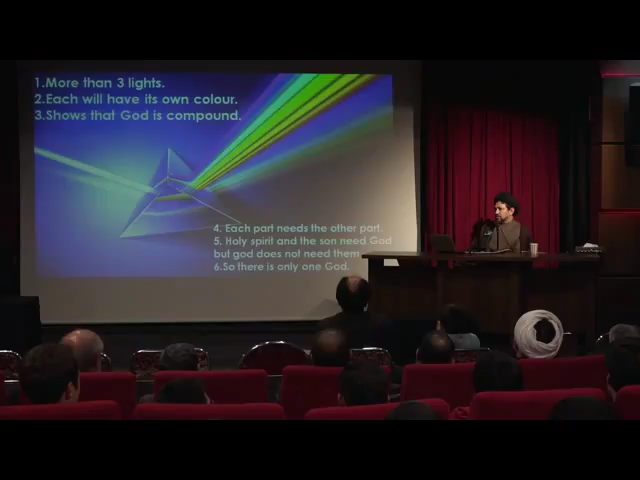 1.More than 3 lights.
2.Each will have its own colour.
3.Shows that God is compound.
4. Each part needs the other part.
5. Holy spirit and the son need God
but god does not need them.
6.So there is only one God.